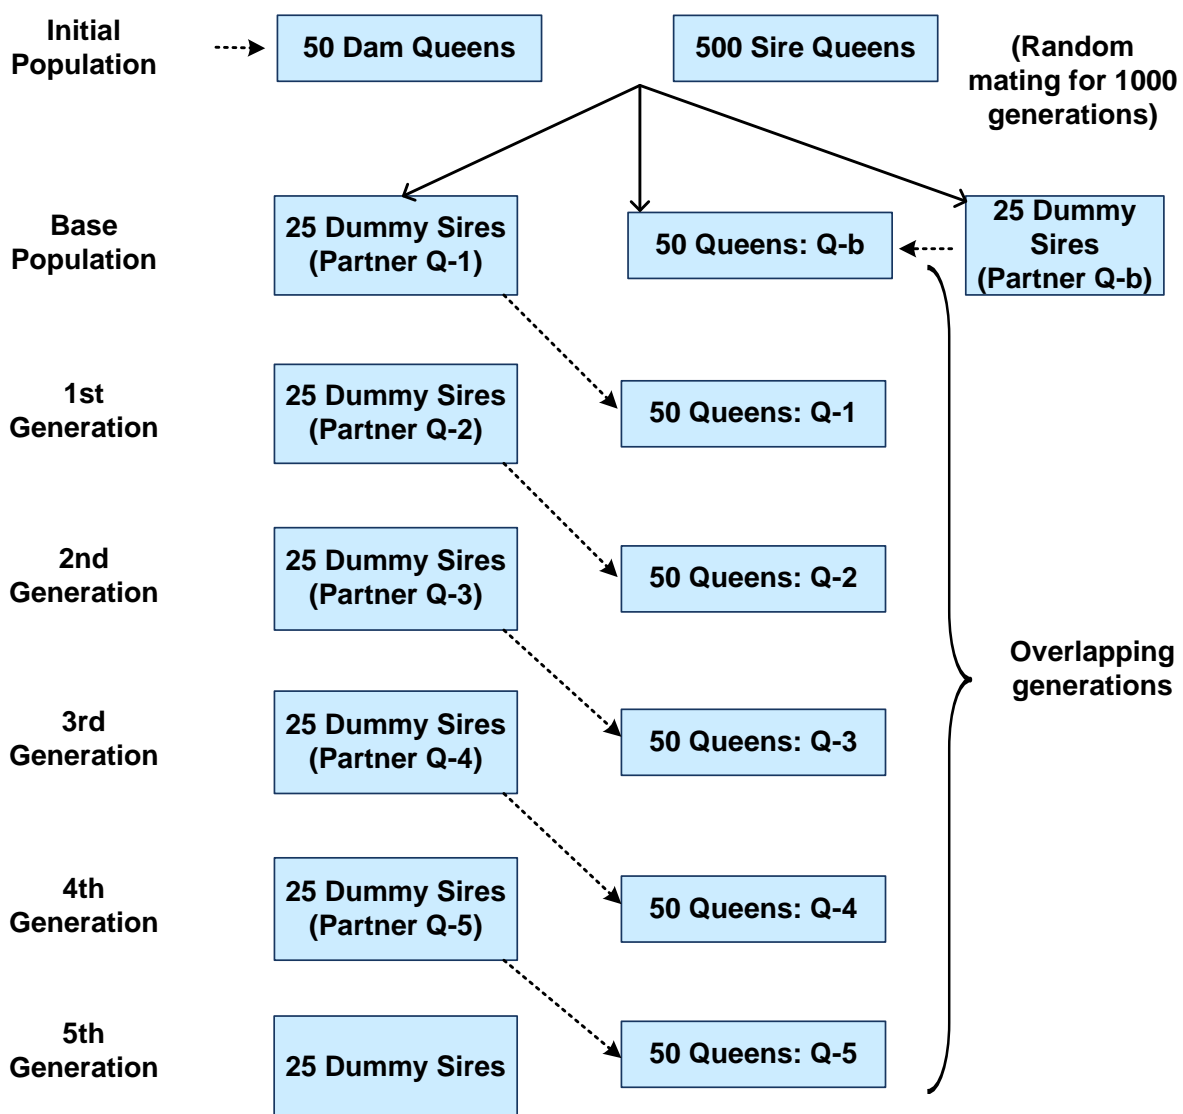 Initial
Population
50 Dam Queens
500 Sire Queens
(Random
mating for 1000
generations)
Base
Population
25 Dummy Sires
(Partner Q-1)
50 Queens: Q-b
25 Dummy
Sires
(Partner Q-b)
1st
Generation
25 Dummy Sires
(Partner Q-2)
50 Queens: Q-1
2nd
Generation
25 Dummy Sires
(Partner Q-3)
50 Queens: Q-2
Overlapping
generations
3rd
Generation
25 Dummy Sires
(Partner Q-4)
50 Queens: Q-3
4th
Generation
25 Dummy Sires
(Partner Q-5)
50 Queens: Q-4
5th
Generation
25 Dummy Sires
50 Queens: Q-5